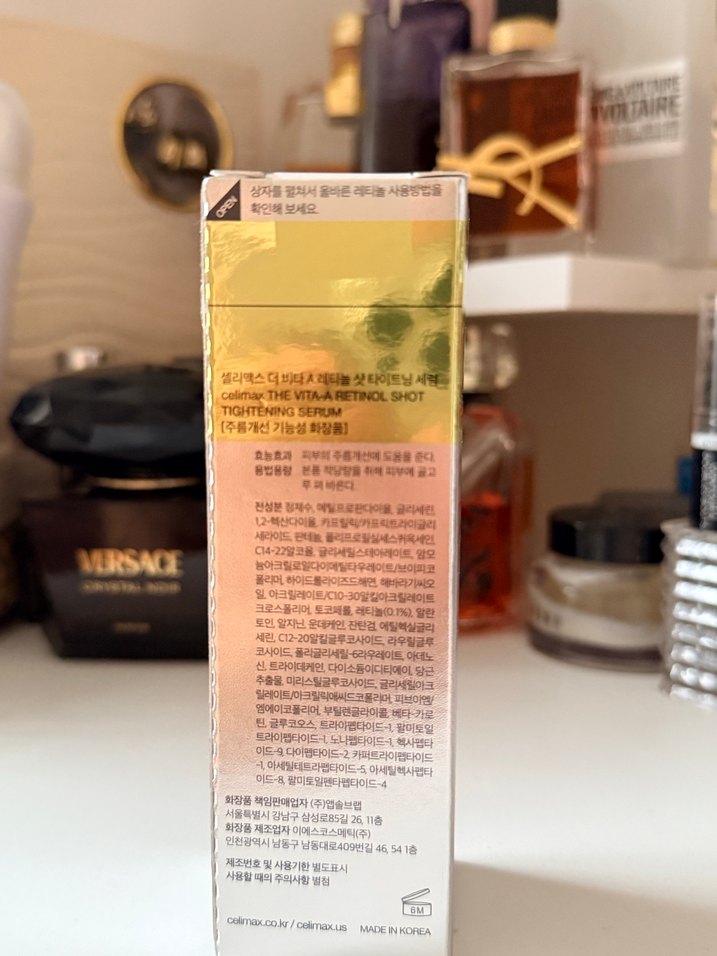 OPEN
상자를 펼쳐서 올바른 레티놀 사용방법을
확인해 보세요.
셀리맥스 더 비타 A 레티놀 샷 타이트닝 세럼
celimax THE VITA-A RETINOL SHOT
TIGHTENING SERUM
[주름개선 기능성 화장품]
효능효과 피부의 주름개선에 도움을 준다.
용법용량 본품 적당량을 취해 피부에 골고
루 펴 바른다.
전성분 정제수, 메틸프로판다이올, 글리세린,
1,2-헥산다이올, 카프릴릭/카프릭트라이글리
세라이드, 판테놀, 폴리프로필실세스퀴옥세인,
C14-22알코올, 글리세릴스테아레이트, 암모
늄아크릴로일다이메틸타우레이트/브이피코
폴리머, 하이드롤라이즈드해면, 해바라기씨오
일, 아크릴레이트/C10-30알킬아크릴레이트
크로스폴리머, 토코페롤, 레티놀(0.1%), 알란
토인, 알지닌, 운데케인, 잔탄검, 에틸헥실글리
세린, C12-20알킬글루코사이드, 라우릴글루
코사이드, 폴리글리세릴-6라우레이트, 아데노
신, 트라이데케인, 다이소듐이디티에이, 당근
추출물, 미리스틸글루코사이드, 글리세릴아크
릴레이트/아크릴릭애씨드코폴리머, 피브이엠/
엠에이코폴리머, 부틸렌글라이콜, 베타-카로
틴, 글루코오스, 트라이펩타이드-1, 팔미토일
트라이펩타이드-1, 노나펩타이드-1, 헥사펩타
이드-9, 다이펩타이드-2, 카퍼트라이펩타이드
-1, 아세틸테트라펩타이드-5, 아세틸헥사펩타
이드-8, 팔미토일펜타펩타이드-4
화장품 책임판매업자 (주)앱솔브랩
서울특별시 강남구 삼성로85길 26, 11층
화장품 제조업자 이에스코스메틱(주)
인천광역시 남동구 남동대로409번길 46, 54 1층
제조번호 및 사용기한 별도표시
사용할 때의 주의사항 별첨
6M
celimax.co.kr / celimax.us MADE IN KOREA
VERSACE
CRYSTAL NOIR
VOLTAIRE